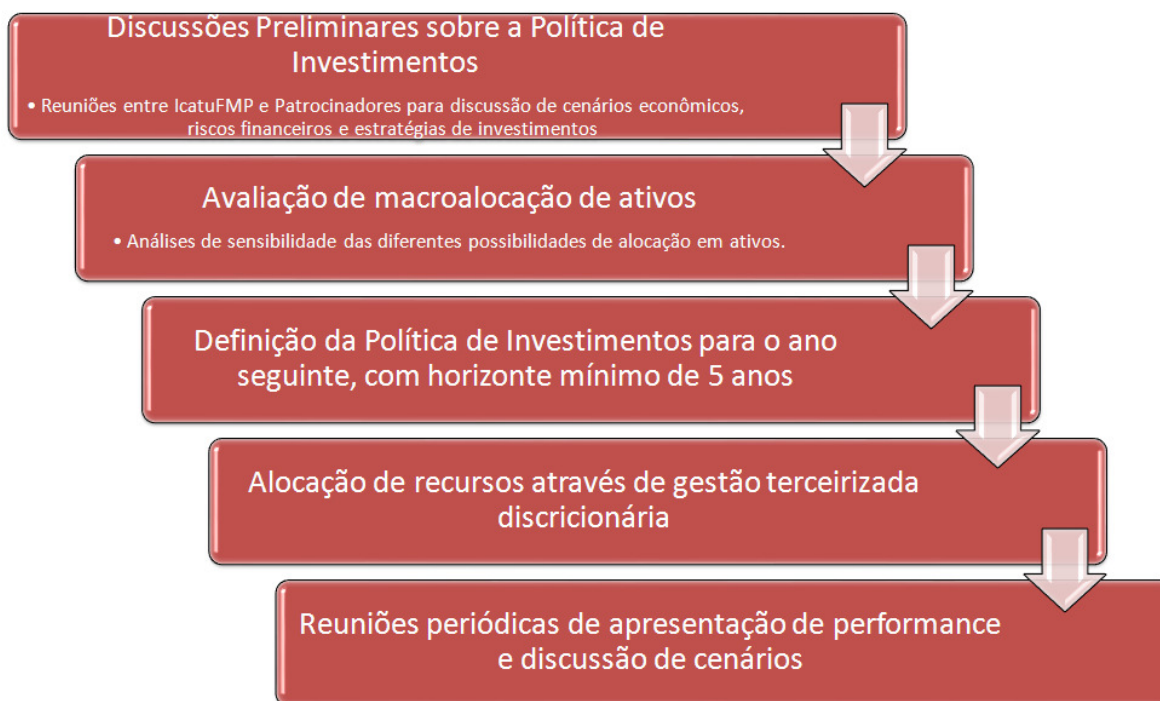 Discussões Preliminares sobre a Política de
Investimentos
• Reuniões entre IcatuFMP e Patrocinadores para discussão de cenários econômicos,
riscos financeiros e estratégias de investimentos
Avaliação de macroalocação de ativos
• Análises de sensibilidade das diferentes possibilidades de alocação em ativos.
Definição da Política de Investimentos para o ano
seguinte, com horizonte mínimo de 5 anos
Alocação de recursos através de gestão terceirizada
discricionária
Reuniões periódicas de apresentação de performance
e discussão de cenários